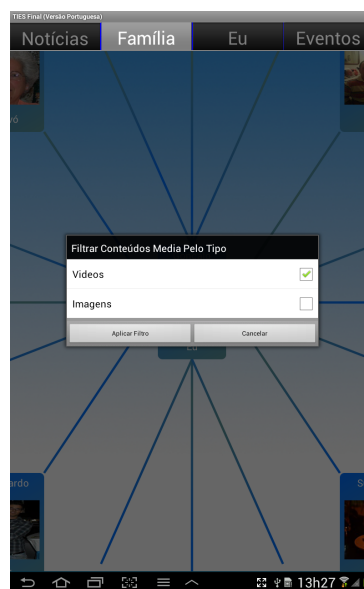 TIES Final (Versão Portuguesa)
Notícias Família Eu Eventos
vó
Filtrar Conteúdos Media Pelo Tipo
Videos
Imagens
Aplicar Filtro Cancelar
Eu
ardo S
13h27